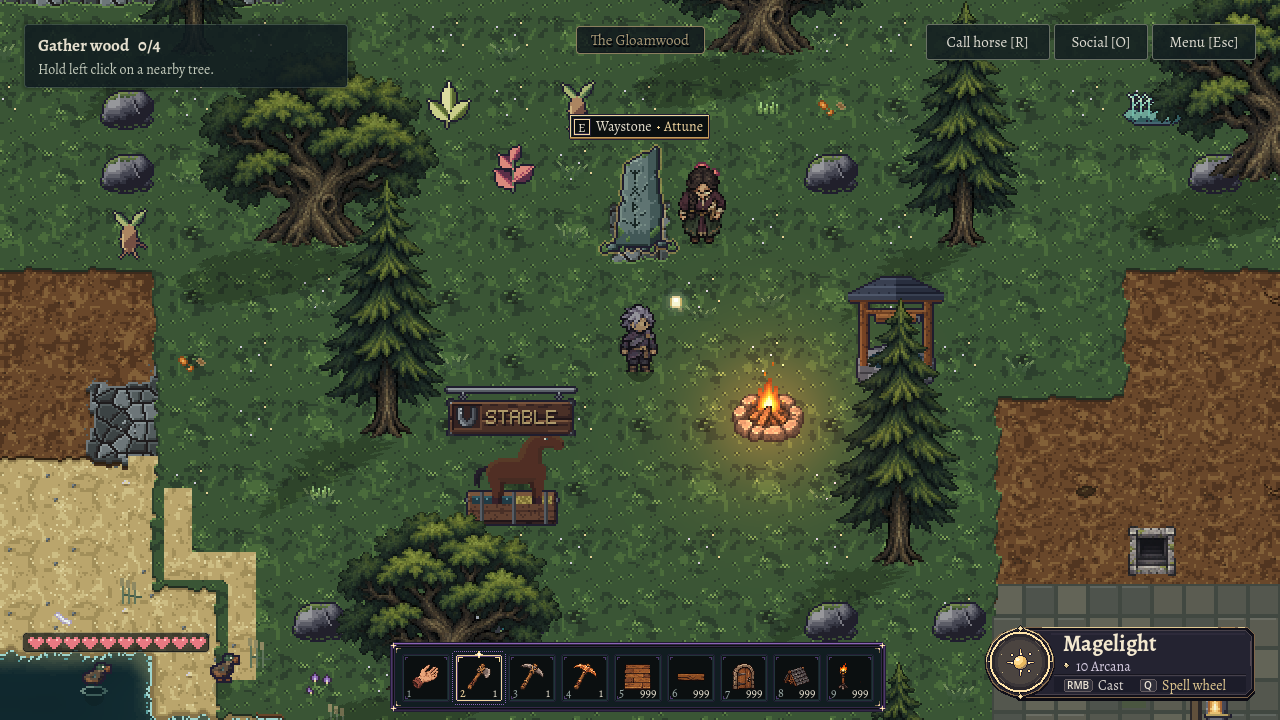 Gather wood 0/4
Hold left click on a nearby tree.
The Gloamwood
Call horse [R]
Social [O]
Menu [Esc]
E Waystone • Attune
STABLE
1
2 1
3 1
4 1
5 999
6 999
7 999
8 999
9 999
Magelight
10 Arcana
RMB Cast Q Spell wheel